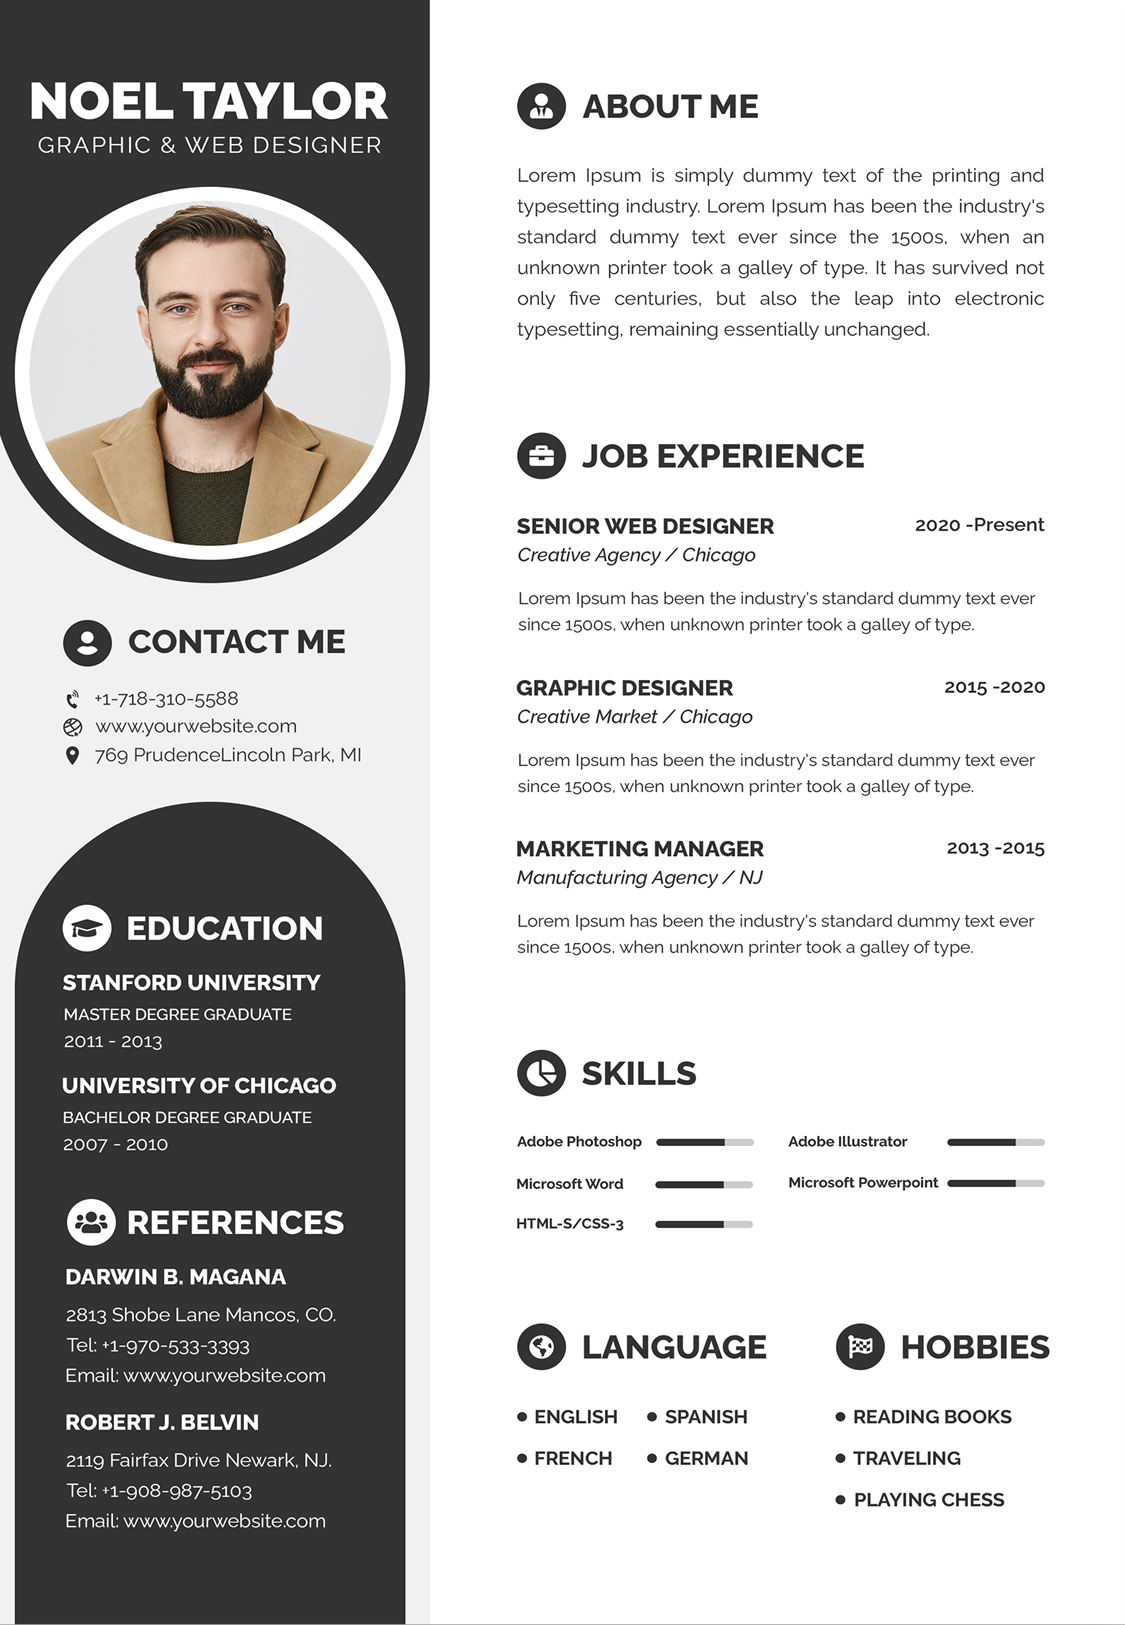 NOEL TAYLOR
GRAPHIC & WEB DESIGNER
CONTACT ME
+1-718-310-5588
www.yourwebsite.com
769 PrudenceLincoln Park, MI
EDUCATION
STANFORD UNIVERSITY
MASTER DEGREE GRADUATE
2011 - 2013
UNIVERSITY OF CHICAGO
BACHELOR DEGREE GRADUATE
2007 - 2010
REFERENCES
DARWIN B. MAGANA
2813 Shobe Lane Mancos, CO.
Tel: +1-970-533-3393
Email: www.yourwebsite.com
ROBERT J. BELVIN
2119 Fairfax Drive Newark, NJ.
Tel: +1-908-987-5103
Email: www.yourwebsite.com
ABOUT ME
Lorem Ipsum is simply dummy text of the printing and
typesetting industry. Lorem Ipsum has been the industry's
standard dummy text ever since the 1500s, when an
unknown printer took a galley of type. It has survived not
only five centuries, but also the leap into electronic
typesetting, remaining essentially unchanged.
JOB EXPERIENCE
SENIOR WEB DESIGNER 2020 -Present
Creative Agency / Chicago
Lorem Ipsum has been the industry's standard dummy text ever
since 1500s, when unknown printer took a galley of type.
GRAPHIC DESIGNER 2015 -2020
Creative Market / Chicago
Lorem Ipsum has been the industry's standard dummy text ever
since 1500s, when unknown printer took a galley of type.
MARKETING MANAGER 2013 -2015
Manufacturing Agency / NJ
Lorem Ipsum has been the industry's standard dummy text ever
since 1500s, when unknown printer took a galley of type.
SKILLS
Adobe Photoshop Adobe Illustrator
Microsoft Word Microsoft Powerpoint
HTML-S/CSS-3
LANGUAGE
• ENGLISH • SPANISH
• FRENCH • GERMAN
HOBBIES
• READING BOOKS
• TRAVELING
• PLAYING CHESS